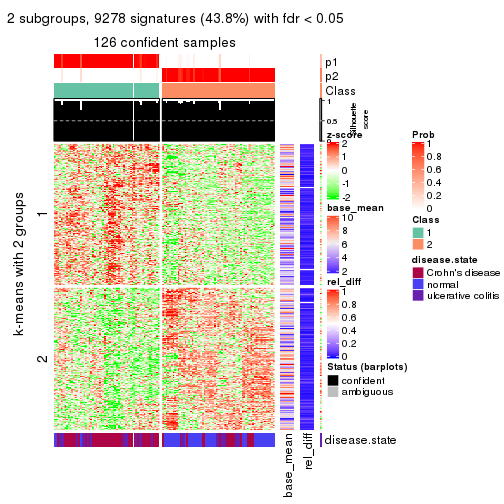 2 subgroups, 9278 signatures (43.8%) with fdr < 0.05
126 confident samples
p1
p2
Class
1
0.5
0
Silhouette
score
k-means with 2 groups
1
2
z-score
2
1
0
-1
-2
base_mean
10
8
6
4
2
rel_diff
1
0.8
0.6
0.4
0.2
0
Status (barplots)
confident
ambiguous
Prob
1
0.8
0.6
0.4
0.2
0
Class
1
2
disease.state
Crohn's disease
normal
ulcerative colitis
disease.state
base_mean
rel_diff